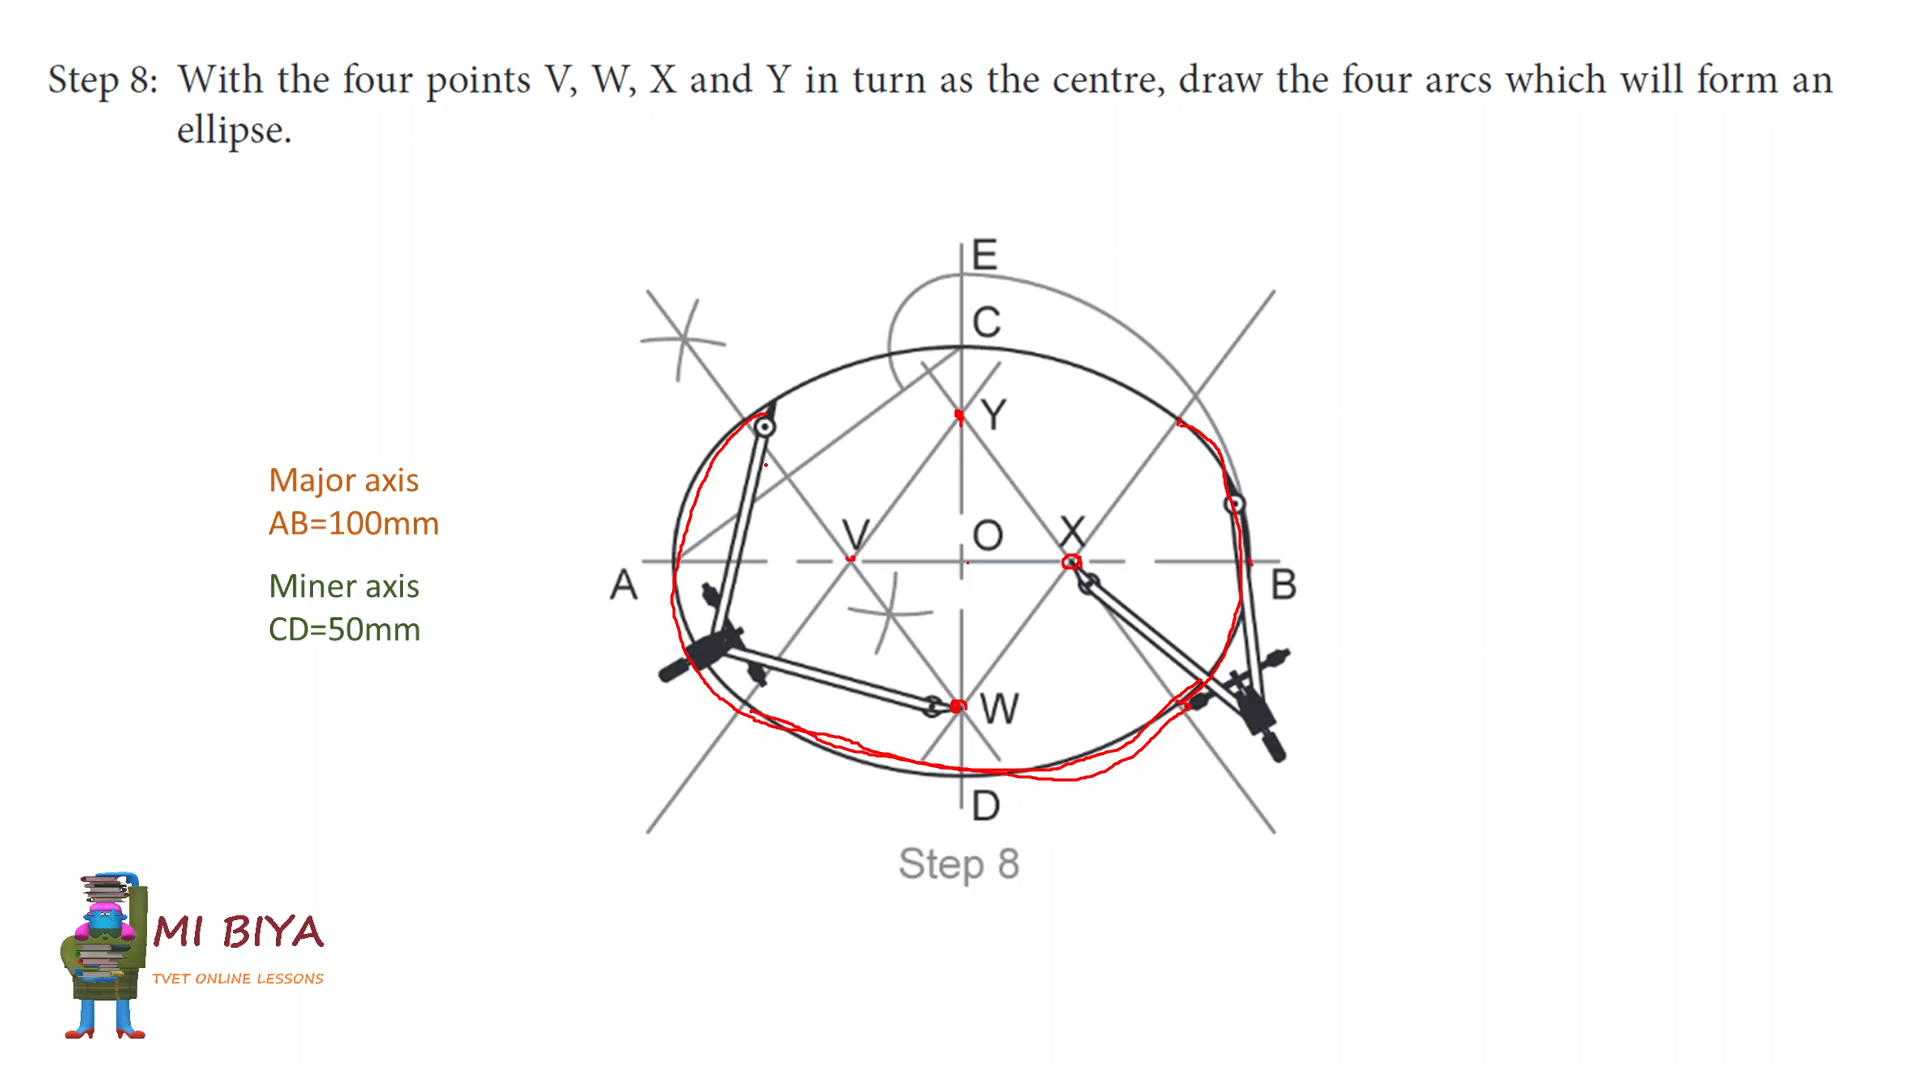 Step 8: With the four points V, W, X and Y in turn as the centre, draw the four arcs which will form an
ellipse.
E
C
Y
Major axis
AB=100mm
V
O
X
A
B
Miner axis
CD=50mm
W
D
Step 8
MI BIYA
TVET ONLINE LESSONS